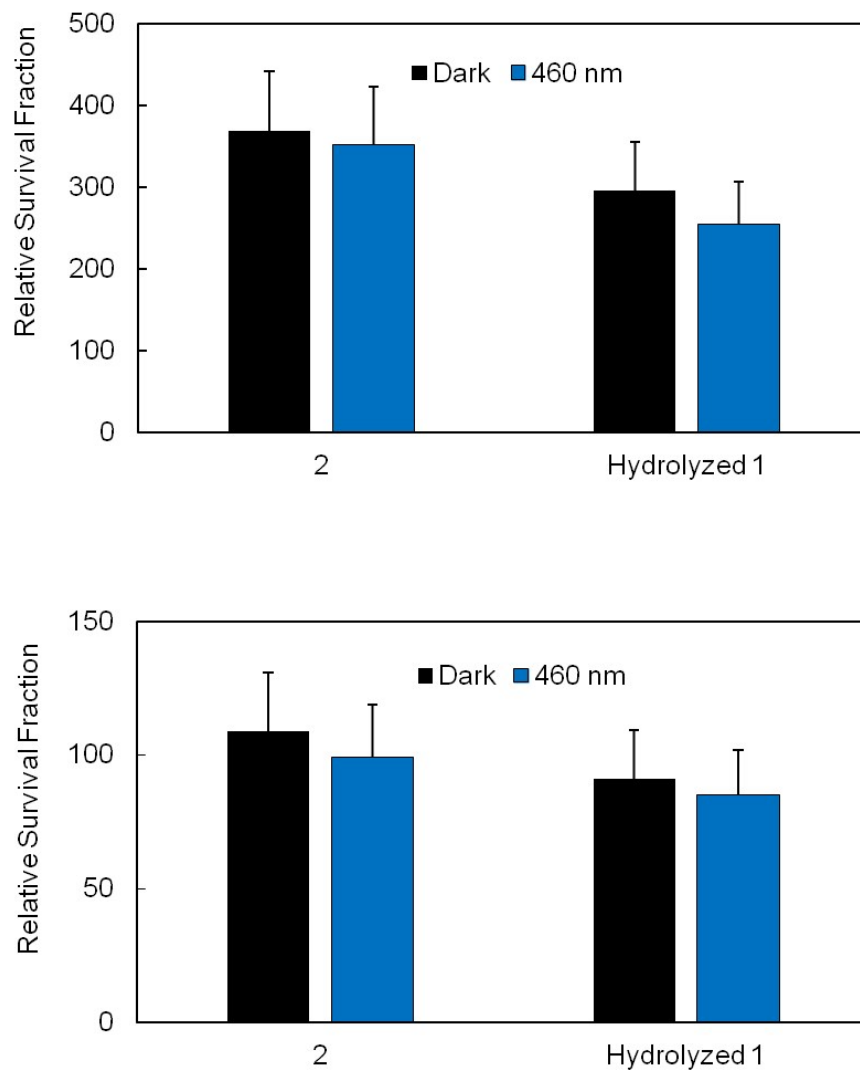 Relative Survival Fraction
500
400
300
200
100
0
Dark 460 nm
2 Hydrolyzed 1
Relative Survival Fraction
150
100
50
0
Dark 460 nm
2 Hydrolyzed 1